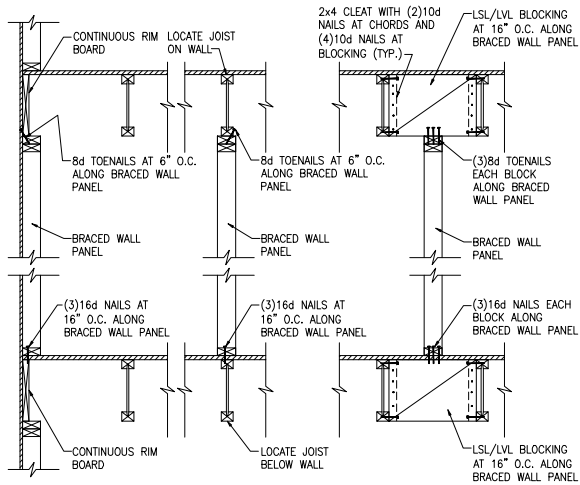 CONTINUOUS RIM
BOARD
LOCATE JOIST
ON WALL
2x4 CLEAT WITH (2)10d
NAILS AT CHORDS AND
(4)10d NAILS AT
BLOCKING (TYP.)
LSL/LVL BLOCKING
AT 16" O.C. ALONG
BRACED WALL PANEL
8d TOENAILS AT 6" O.C.
ALONG BRACED WALL
PANEL
8d TOENAILS AT 6" O.C.
ALONG BRACED WALL
PANEL
(3)8d TOENAILS
EACH BLOCK
ALONG BRACED
WALL PANEL
BRACED WALL
PANEL
BRACED WALL
PANEL
BRACED WALL
PANEL
(3)16d NAILS AT
16" O.C. ALONG
BRACED WALL PANEL
(3)16d NAILS AT
16" O.C. ALONG
BRACED WALL PANEL
(3)16d NAILS EACH
BLOCK ALONG
BRACED WALL PANEL
CONTINUOUS RIM
BOARD
LOCATE JOIST
BELOW WALL
LSL/LVL BLOCKING
AT 16" O.C. ALONG
BRACED WALL PANEL